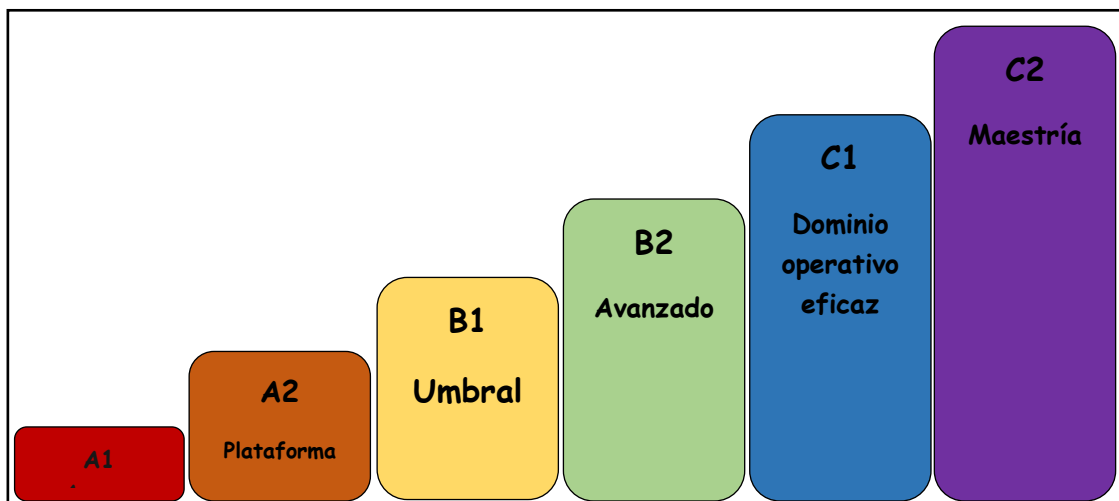 A1
A2
Plataforma
B1
Umbral
B2
Avanzado
C1
Dominio
operativo
eficaz
C2
Maestría